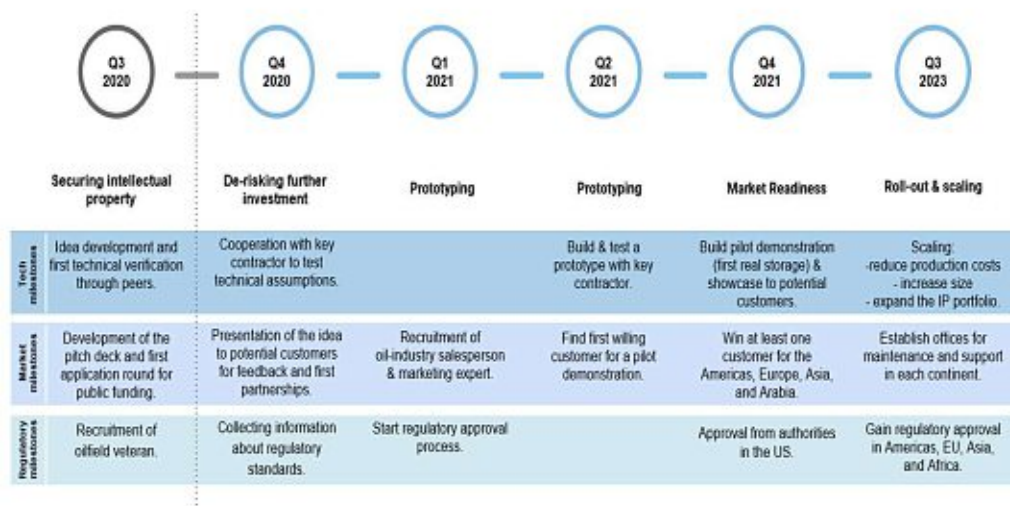 Q3
2020
Q4
2020
Q1
2021
Q2
2021
Q4
2021
Q3
2023
Securing intellectual
property
De-risking further
investment
Prototyping
Prototyping
Market Readiness
Roll-out & scaling
Tech
milestones
Idea development and
first technical verification
through peers.
Cooperation with key
contractor to test
technical assumptions.
Build & test a
prototype with key
contractor.
Build pilot demonstration
(first real storage) &
showcase to potential
customers.
Scaling:
-reduce production costs
- increase size
- expand the IP portfolio.
Market
milestones
Development of the
pitch deck and first
application round for
public funding.
Presentation of the idea
to potential customers
for feedback and first
partnerships.
Recruitment of
oil-industry salesperson
& marketing expert.
Find first willing
customer for a pilot
demonstration.
Win at least one
customer for the
Americas, Europe, Asia,
and Arabia.
Establish offices for
maintenance and support
in each continent.
Regulatory
milestones
Recruitment of
oilfield veteran.
Collecting information
about regulatory
standards.
Start regulatory approval
process.
Approval from authorities
in the US.
Gain regulatory approval
in Americas, EU, Asia,
and Africa.